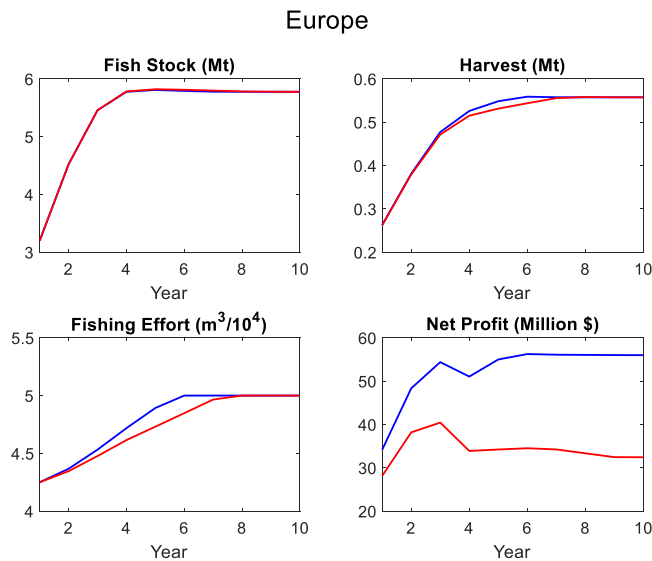 Europe
Fish Stock (Mt)
6
5
4
3
2 4 6 8 10
Year
Harvest (Mt)
0.6
0.5
0.4
0.3
0.2
2 4 6 8 10
Year
Fishing Effort (m³/10⁴)
5.5
5
4.5
4
2 4 6 8 10
Year
Net Profit (Million $)
60
50
40
30
20
2 4 6 8 10
Year